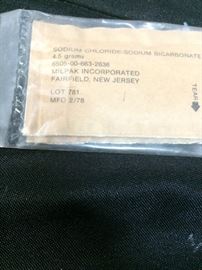 SODIUM CHLORIDE-SODIUM BICARBONATE
4.5 grams
6505-00-663-2636
MILPAK INCORPORATED
FAIRFIELD, NEW JERSEY
LOT 781
MFD 2/78
TEAR